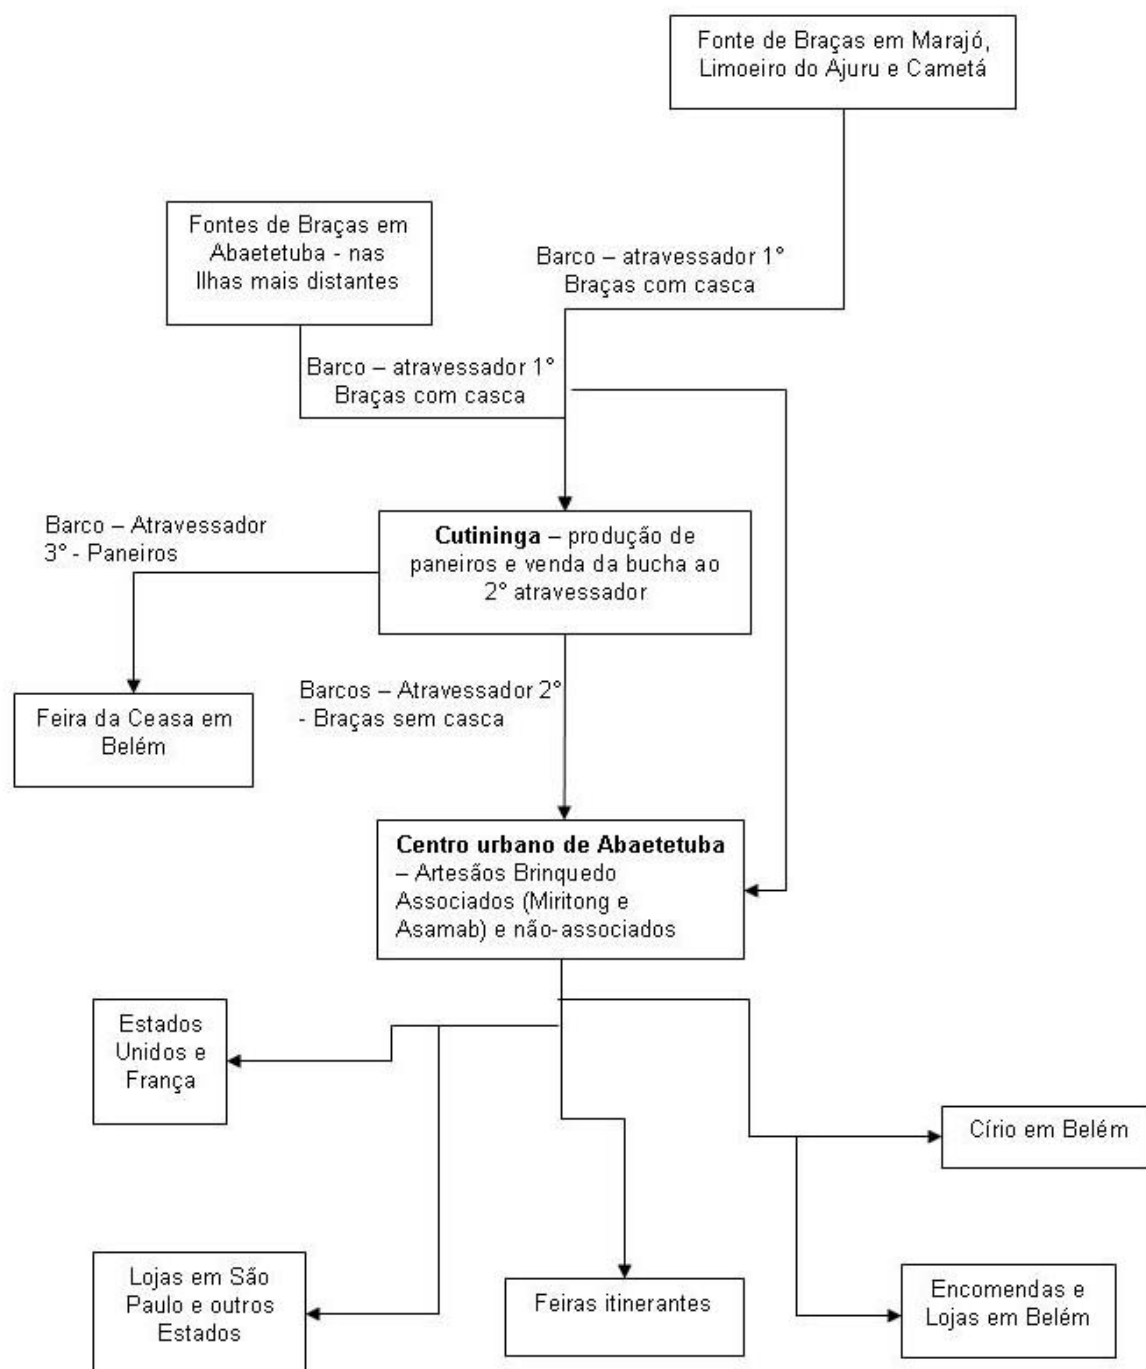 Fonte de Braças em Marajó,
Limoeiro do Ajuru e Cametá
Fontes de Braças em
Abaetetuba - nas
Ilhas mais distantes
Barco – atravessador 1°
Braças com casca
Barco – atravessador 1°
Braças com casca
Barco – Atravessador
3° - Paneiros
Cutininga – produção de
paneiros e venda da bucha ao
2° atravessador
Feira da Ceasa em
Belém
Barcos – Atravessador 2°
- Braças sem casca
Centro urbano de Abaetetuba
– Artesãos Brinquedo
Associados (Miritong e
Asamab) e não-associados
Estados
Unidos e
França
Círio em Belém
Lojas em São
Paulo e outros
Estados
Feiras itinerantes
Encomendas e
Lojas em Belém